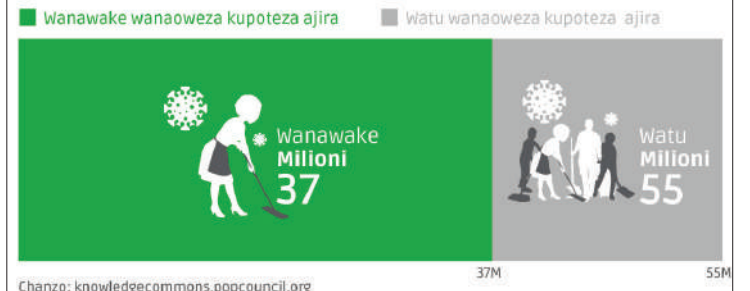 Wanawake wanaoweza kupoteza ajira
Watu wanaoweza kupoteza ajira
Wanawake
Milioni
37
Watu
Milioni
55
37M
55M
Chanzo: knowledgecommons.popcouncil.org